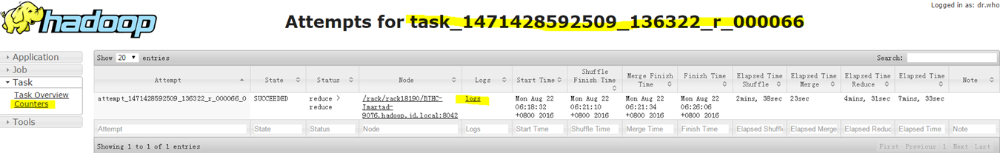 Logged in as: dr.who
hadoop
Attempts for task_1471428592509_136322_r_000066
Application
Job
Task
Task Overview
Counters
Tools
Show 20 entries
Search:
Attempt
State
Status
Node
Logs
Start Time
Shuffle
Finish Time
Merge Finish
Time
Finish Time
Elapsed Time
Shuffle
Elapsed Time
Merge
Elapsed Time
Reduce
Elapsed Time
Note
attempt_1471428592509_136322_r_000066_0
SUCCEEDED
reduce >
reduce
/rack/rack18190/BTHC-
Imartad-
9076.hadoop.jd.local:8042
logs
Mon Aug 22
06:18:32
+0800 2016
Mon Aug 22
06:21:10
+0800 2016
Mon Aug 22
06:21:34
+0800 2016
Mon Aug 22
06:26:06
+0800 2016
2mins, 38sec
23sec
4mins, 31sec
7mins, 33sec
Attempt
State
Status
Node
Logs
Start Time
Shuffle Time
Merge Time
Finish Time
Elapsed Shuffl
Elapsed Merge
Elapsed Reduc
Elapsed Time
Note
Showing 1 to 1 of 1 entries
First Previous 1 Next Last